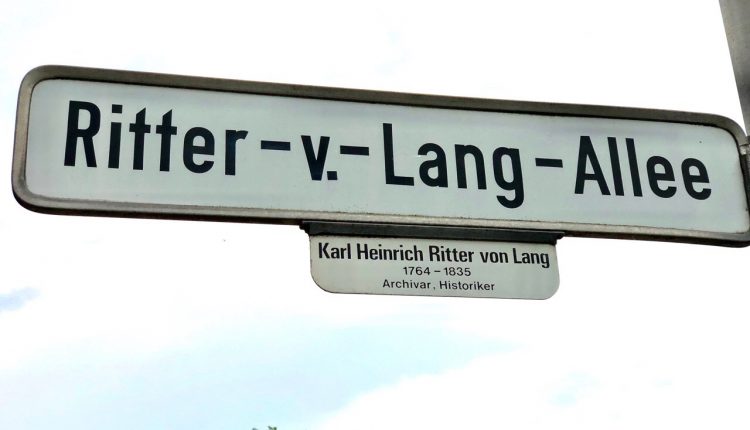 Ritter-v.-Lang-Allee
Karl Heinrich Ritter von Lang
1764 – 1835
Archivar, Historiker